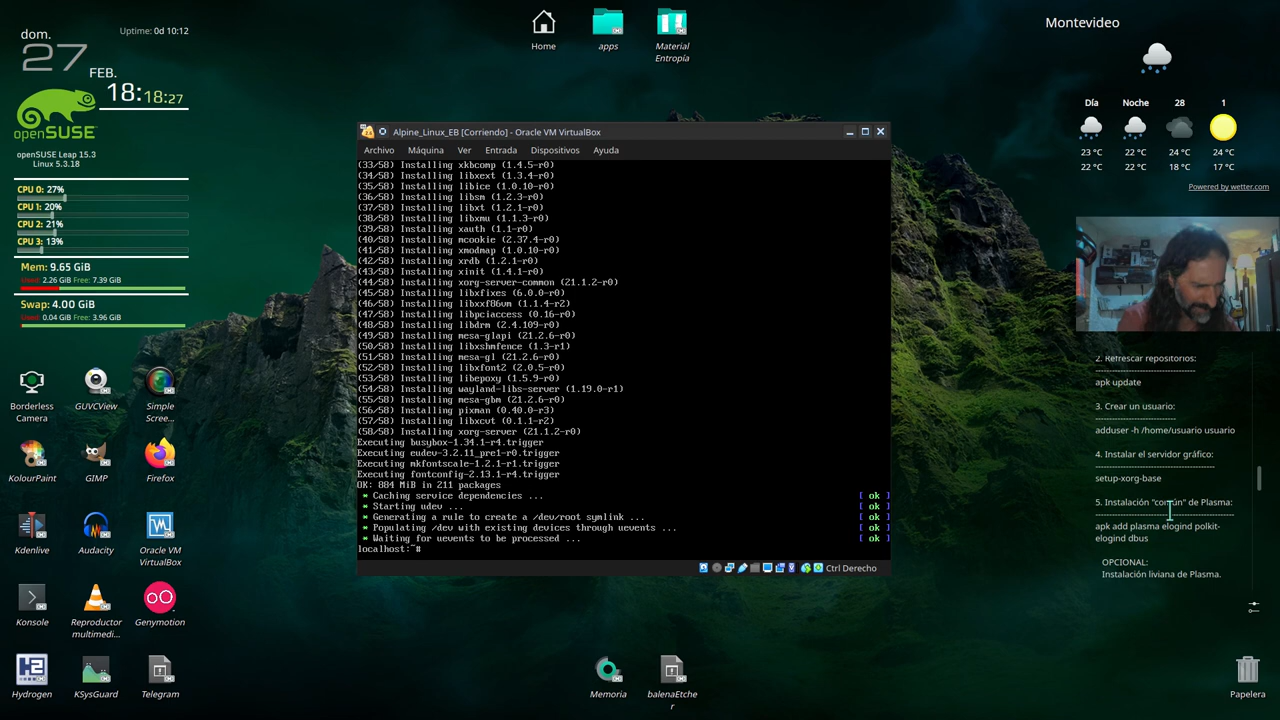 dom.
27
FEB.
Uptime: 0d 10:12
18:18:27
openSUSE
openSUSE Leap 15.3
Linux 5.3.18
CPU 0: 27%
CPU 1: 20%
CPU 2: 21%
CPU 3: 13%
Mem: 9.65 GiB
Used: 2.26 GiB Free: 7.39 GiB
Swap: 4.00 GiB
Used: 0.04 GiB Free: 3.96 GiB
Home
apps
Material
Entropía
Montevideo
Día Noche 28 1
23 °C 22 °C 24 °C 24 °C
22 °C 22 °C 18 °C 17 °C
Powered by wetter.com
Alpine_Linux_EB [Corriendo] - Oracle VM VirtualBox
Archivo Máquina Ver Entrada Dispositivos Ayuda
(33/58) Installing xkbcomp (1.4.5-r0)
(34/58) Installing libxext (1.3.4-r0)
(35/58) Installing libice (1.0.10-r0)
(36/58) Installing libsm (1.2.3-r0)
(37/58) Installing libxt (1.2.1-r0)
(38/58) Installing libxmu (1.1.3-r0)
(39/58) Installing xauth (1.1-r0)
(40/58) Installing mcookie (2.37.4-r0)
(41/58) Installing xmodmap (1.0.10-r0)
(42/58) Installing xrdb (1.2.1-r0)
(43/58) Installing xinit (1.4.1-r0)
(44/58) Installing xorg-server-common (21.1.2-r0)
(45/58) Installing libxfixes (6.0.0-r0)
(46/58) Installing libxxf86vm (1.1.4-r2)
(47/58) Installing libpciaccess (0.16-r0)
(48/58) Installing libdrm (2.4.109-r0)
(49/58) Installing mesa-glapi (21.2.6-r0)
(50/58) Installing libxshmfence (1.3-r1)
(51/58) Installing mesa-gl (21.2.6-r0)
(52/58) Installing libxfont2 (2.0.5-r0)
(53/58) Installing libepoxy (1.5.9-r0)
(54/58) Installing wayland-libs-server (1.19.0-r1)
(55/58) Installing mesa-gbm (21.2.6-r0)
(56/58) Installing pixman (0.40.0-r3)
(57/58) Installing libxcvt (0.1.1-r2)
(58/58) Installing xorg-server (21.1.2-r0)
Executing busybox-1.34.1-r4.trigger
Executing eudev-3.2.11_pre1-r0.trigger
Executing mkfontscale-1.2.1-r1.trigger
Executing fontconfig-2.13.1-r4.trigger
OK: 884 MiB in 211 packages
* Caching service dependencies ... [ ok ]
* Starting udev ... [ ok ]
* Generating a rule to create a /dev/root symlink ... [ ok ]
* Populating /dev with existing devices through uevents ... [ ok ]
* Waiting for uevents to be processed ... [ ok ]
localhost:~#
Ctrl Derecho
2. Refrescar repositorios:
-------------------------
apk update
3. Crear un usuario:
--------------------
adduser -h /home/usuario usuario
4. Instalar el servidor gráfico:
------------------------------
setup-xorg-base
5. Instalación "común" de Plasma:
-----------------------------------
apk add plasma elogind polkit-
elogind dbus
OPCIONAL:
Instalación liviana de Plasma.
Borderless
Camera
GUVCView
Simple
Scree...
KolourPaint
GIMP
Firefox
Kdenlive
Audacity
Oracle VM
VirtualBox
Konsole
Reproductor
multimedi...
Genymotion
Hydrogen
KSysGuard
Telegram
Memoria
balenaEtche
r
Papelera